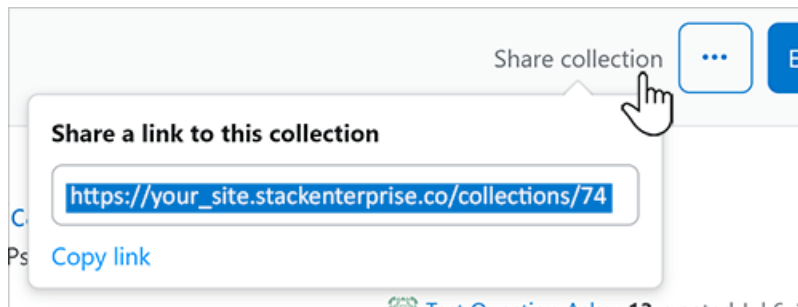 Share collection
Share a link to this collection
https://your_site.stackenterprise.co/collections/74
Copy link